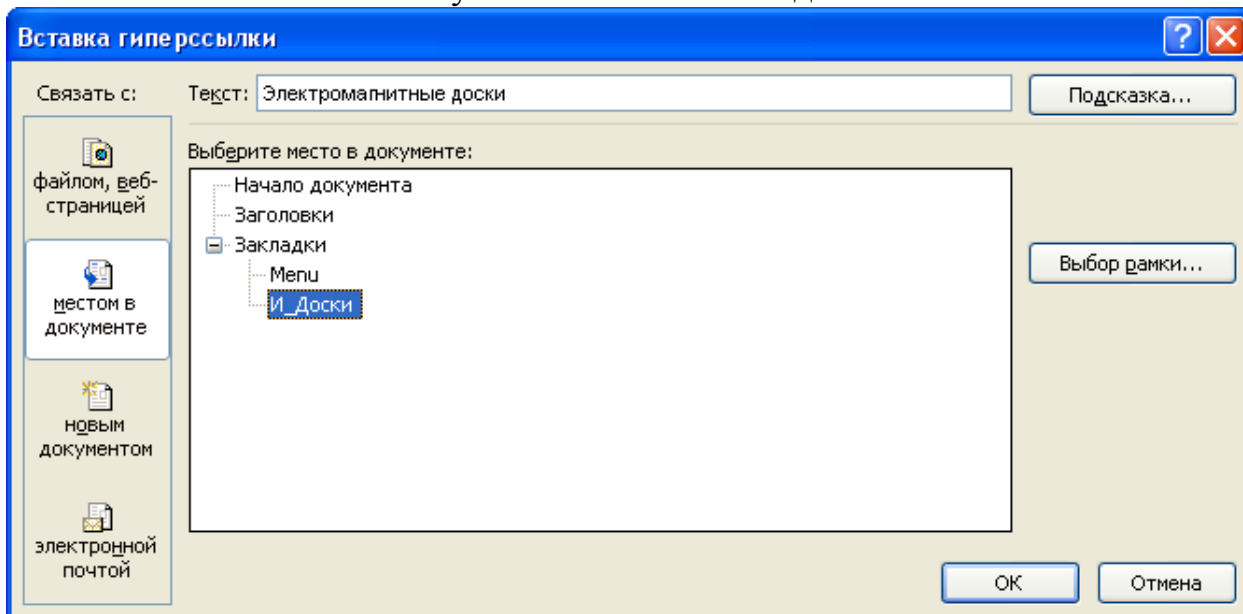 Вставка гиперссылки
Связать с:
Текст: Электромагнитные доски
Подсказка...
Выберите место в документе:
файлом, веб-
страницей
Начало документа
Заголовки
Закладки
Menu
И_Доски
Выбор рамки...
местом в
документе
новым
документом
электронной
почтой
ОК
Отмена